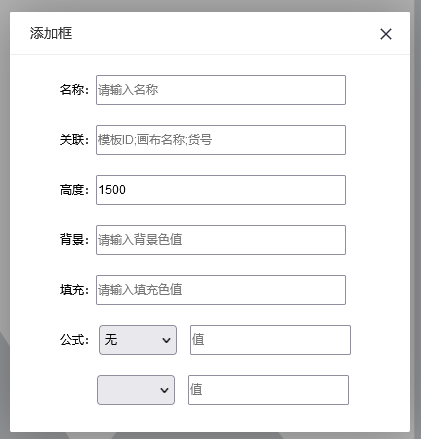 添加框
名称: 请输入名称
关联: 模板ID;画布名称;货号
高度: 1500
背景: 请输入背景色值
填充: 请输入填充色值
公式: 无 值
值